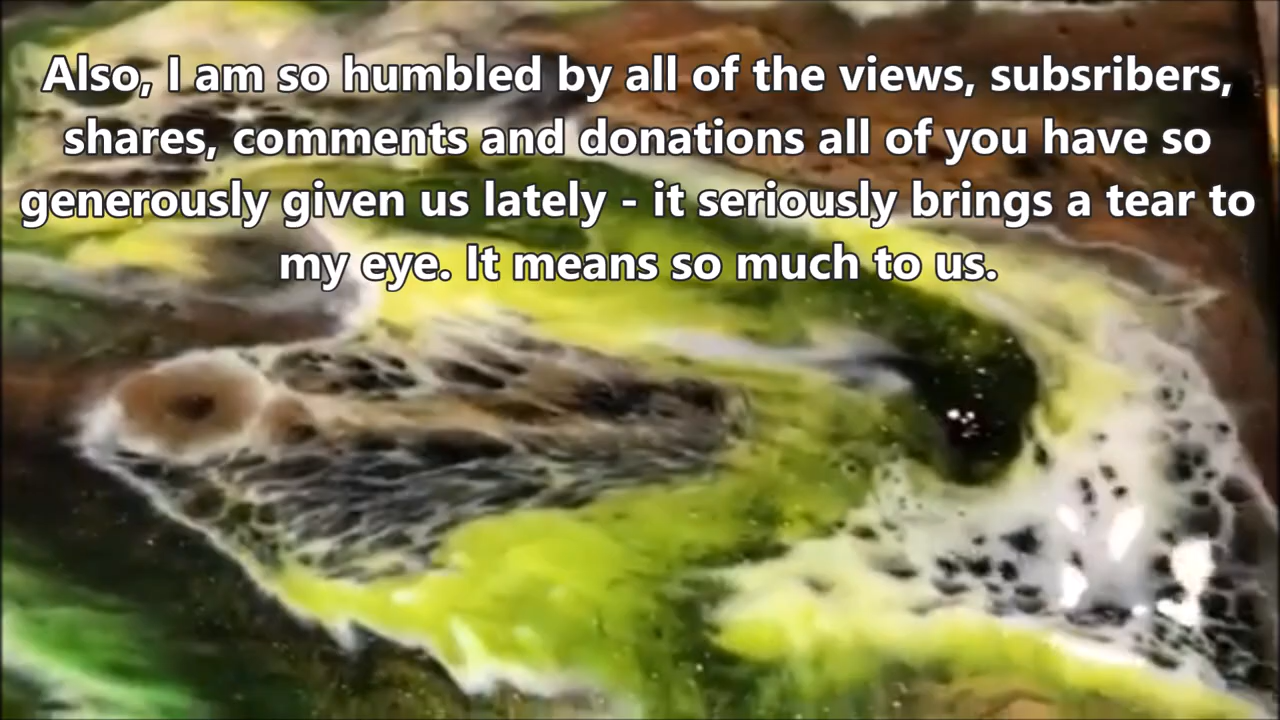 Also, I am so humbled by all of the views, subsribers,
shares, comments and donations all of you have so
generously given us lately - it seriously brings a tear to
my eye. It means so much to us.